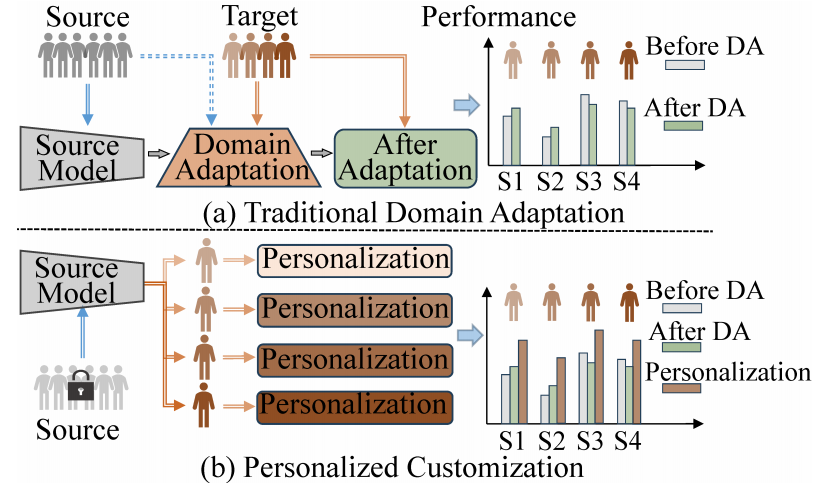 Source
Target
Performance
Before DA
After DA
Source
Model
Domain
Adaptation
After
Adaptation
S1 S2 S3 S4
(a) Traditional Domain Adaptation
Source
Model
Personalization
Personalization
Personalization
Personalization
Source
Before DA
After DA
Personalization
S1 S2 S3 S4
(b) Personalized Customization